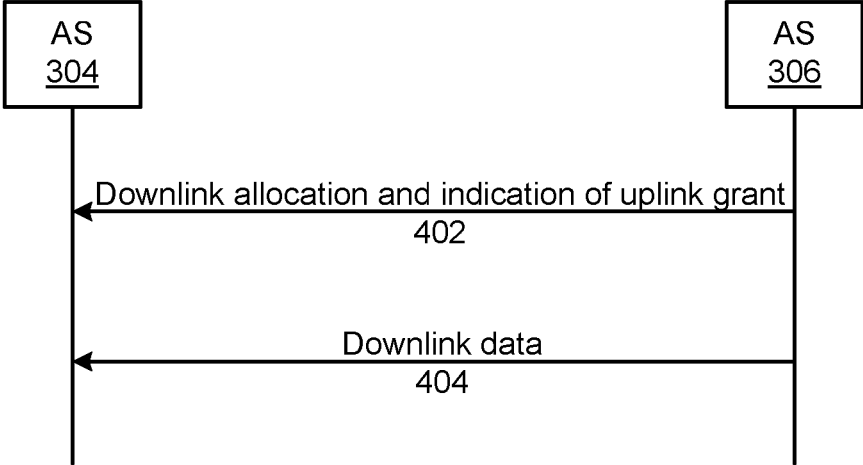 AS
304
AS
306
Downlink allocation and indication of uplink grant
402
Downlink data
404